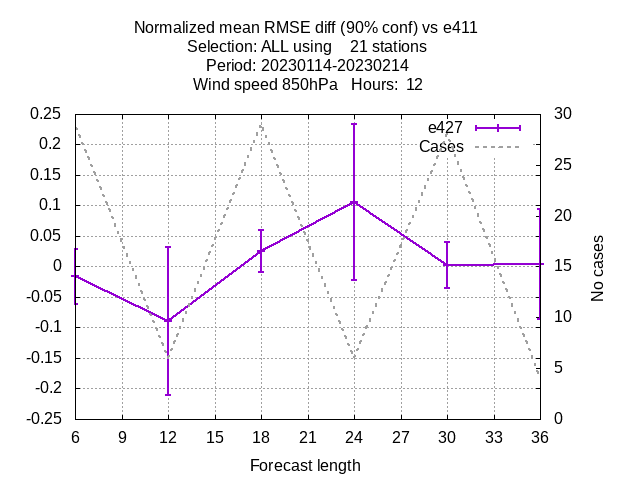 Normalized mean RMSE diff (90% conf) vs e411
Selection: ALL using    21 stations
Period: 20230114-20230214
Wind speed 850hPa   Hours:  12
0.25
0.2
0.15
0.1
0.05
0
-0.05
-0.1
-0.15
-0.2
-0.25
e427
Cases
30
25
20
15
10
5
0
No cases
6 9 12 15 18 21 24 27 30 33 36
Forecast length